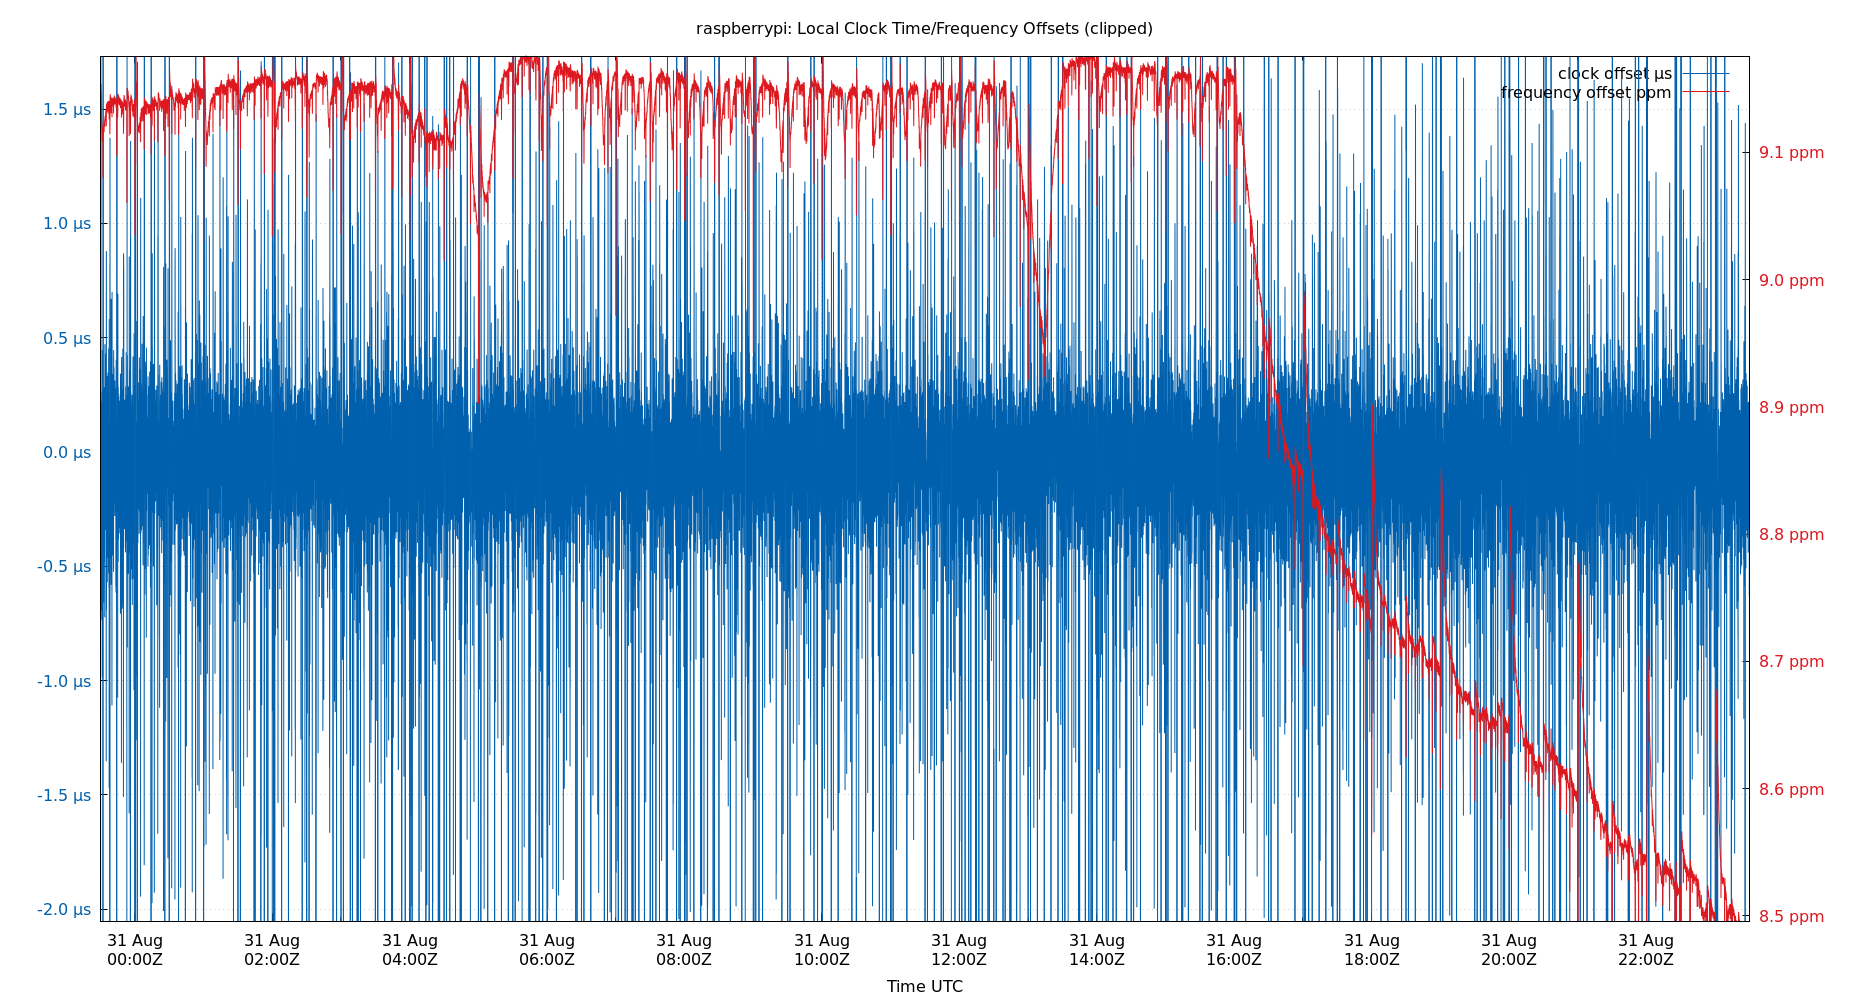 raspberrypi: Local Clock Time/Frequency Offsets (clipped)
clock offset µs
frequency offset ppm
1.5 µs
1.0 µs
0.5 µs
0.0 µs
-0.5 µs
-1.0 µs
-1.5 µs
-2.0 µs
9.1 ppm
9.0 ppm
8.9 ppm
8.8 ppm
8.7 ppm
8.6 ppm
8.5 ppm
31 Aug
00:00Z
31 Aug
02:00Z
31 Aug
04:00Z
31 Aug
06:00Z
31 Aug
08:00Z
31 Aug
10:00Z
31 Aug
12:00Z
31 Aug
14:00Z
31 Aug
16:00Z
31 Aug
18:00Z
31 Aug
20:00Z
31 Aug
22:00Z
Time UTC